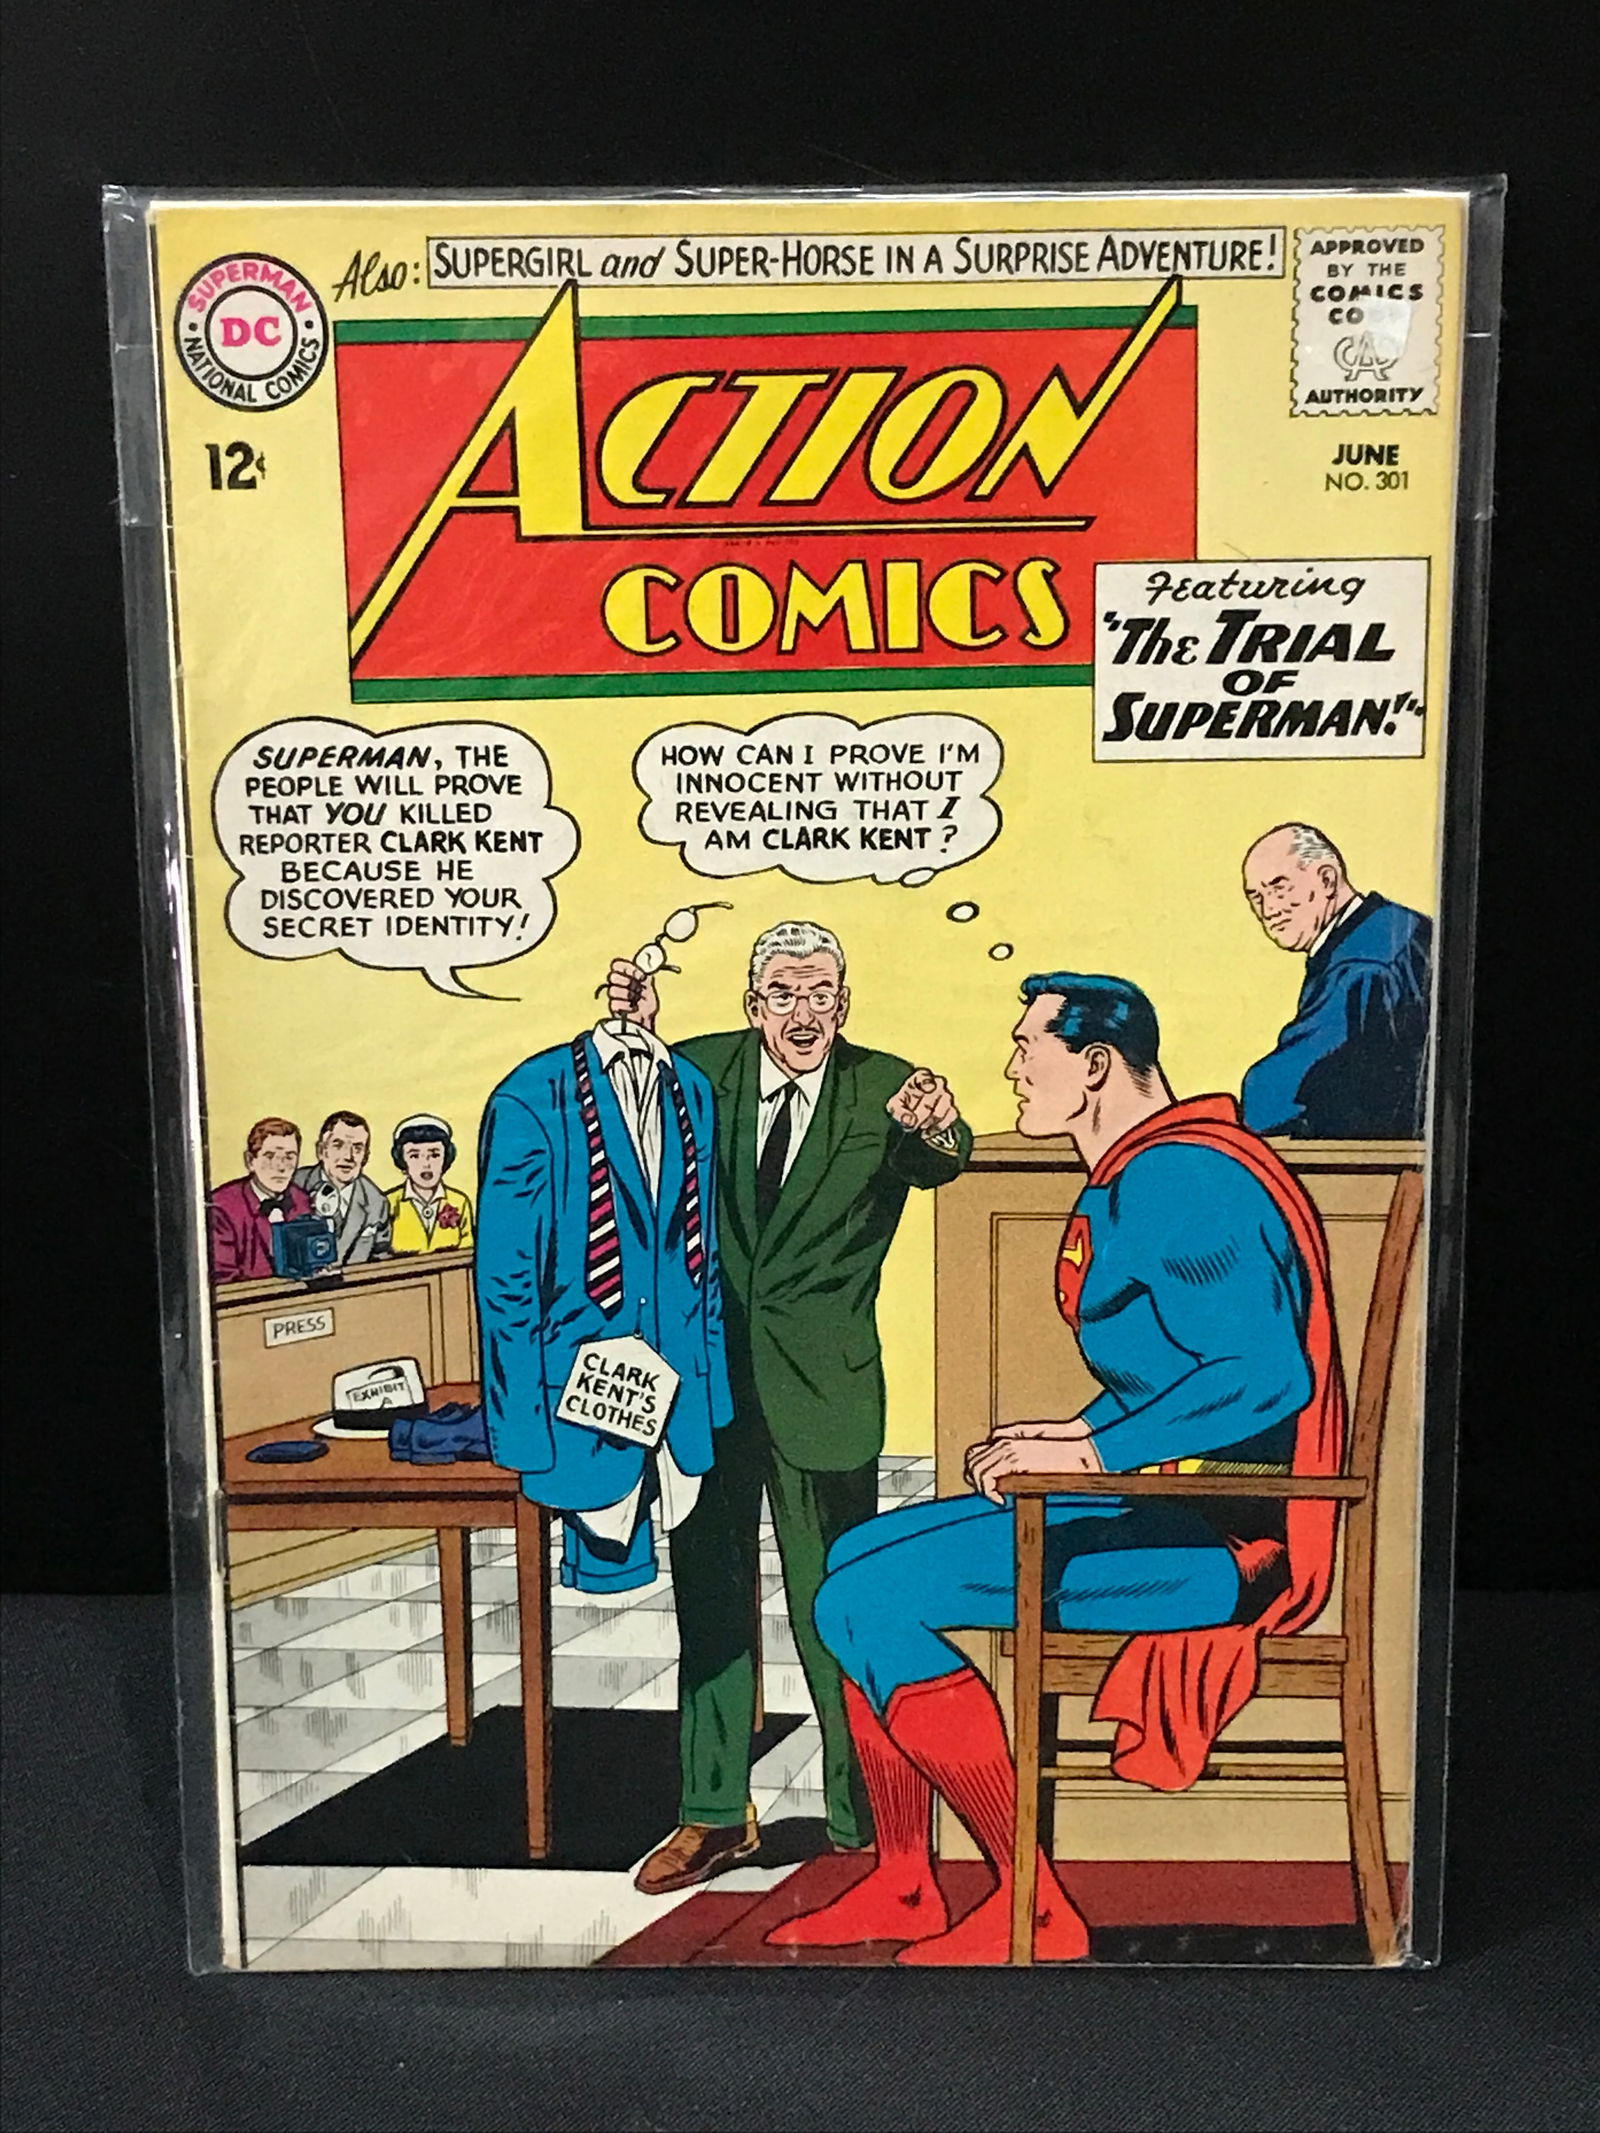 Also: SUPERGIRL and SUPER-HORSE IN A SURPRISE ADVENTURE!
SUPERMAN
DC
NATIONAL COMICS
APPROVED
BY THE
COMICS
AUTHORITY
12¢
JUNE
NO. 301
ACTION
COMICS
Featuring
"The TRIAL
OF
SUPERMAN!"
SUPERMAN, THE
PEOPLE WILL PROVE
THAT YOU KILLED
REPORTER CLARK KENT
BECAUSE HE
DISCOVERED YOUR
SECRET IDENTITY!
HOW CAN I PROVE I'M
INNOCENT WITHOUT
REVEALING THAT I
AM CLARK KENT?
PRESS
EXHIBIT
A
CLARK
KENT'S
CLOTHES